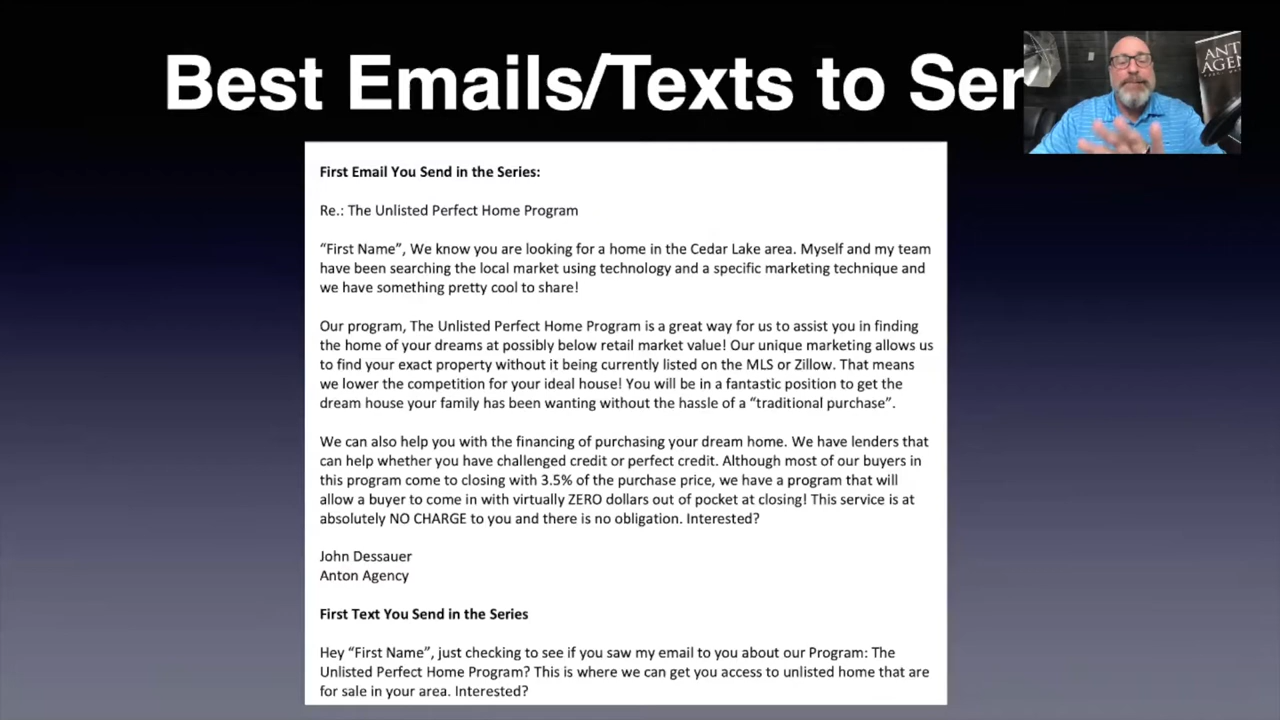 Best Emails/Texts to
First Email You Send in the Series:
Re.: The Unlisted Perfect Home Program
“First Name”, We know you are looking for a home in the Cedar Lake area. Myself and my team
have been searching the local market using technology and a specific marketing technique and
we have something pretty cool to share!
Our program, The Unlisted Perfect Home Program is a great way for us to assist you in finding
the home of your dreams at possibly below retail market value! Our unique marketing allows us
to find your exact property without it being currently listed on the MLS or Zillow. That means
we lower the competition for your ideal house! You will be in a fantastic position to get the
dream house your family has been wanting without the hassle of a “traditional purchase”.
We can also help you with the financing of purchasing your dream home. We have lenders that
can help whether you have challenged credit or perfect credit. Although most of our buyers in
this program come to closing with 3.5% of the purchase price, we have a program that will
allow a buyer to come in with virtually ZERO dollars out of pocket at closing! This service is at
absolutely NO CHARGE to you and there is no obligation. Interested?
John Dessauer
Anton Agency
First Text You Send in the Series
Hey “First Name”, just checking to see if you saw my email to you about our Program: The
Unlisted Perfect Home Program? This is where we can get you access to unlisted home that are
for sale in your area. Interested?